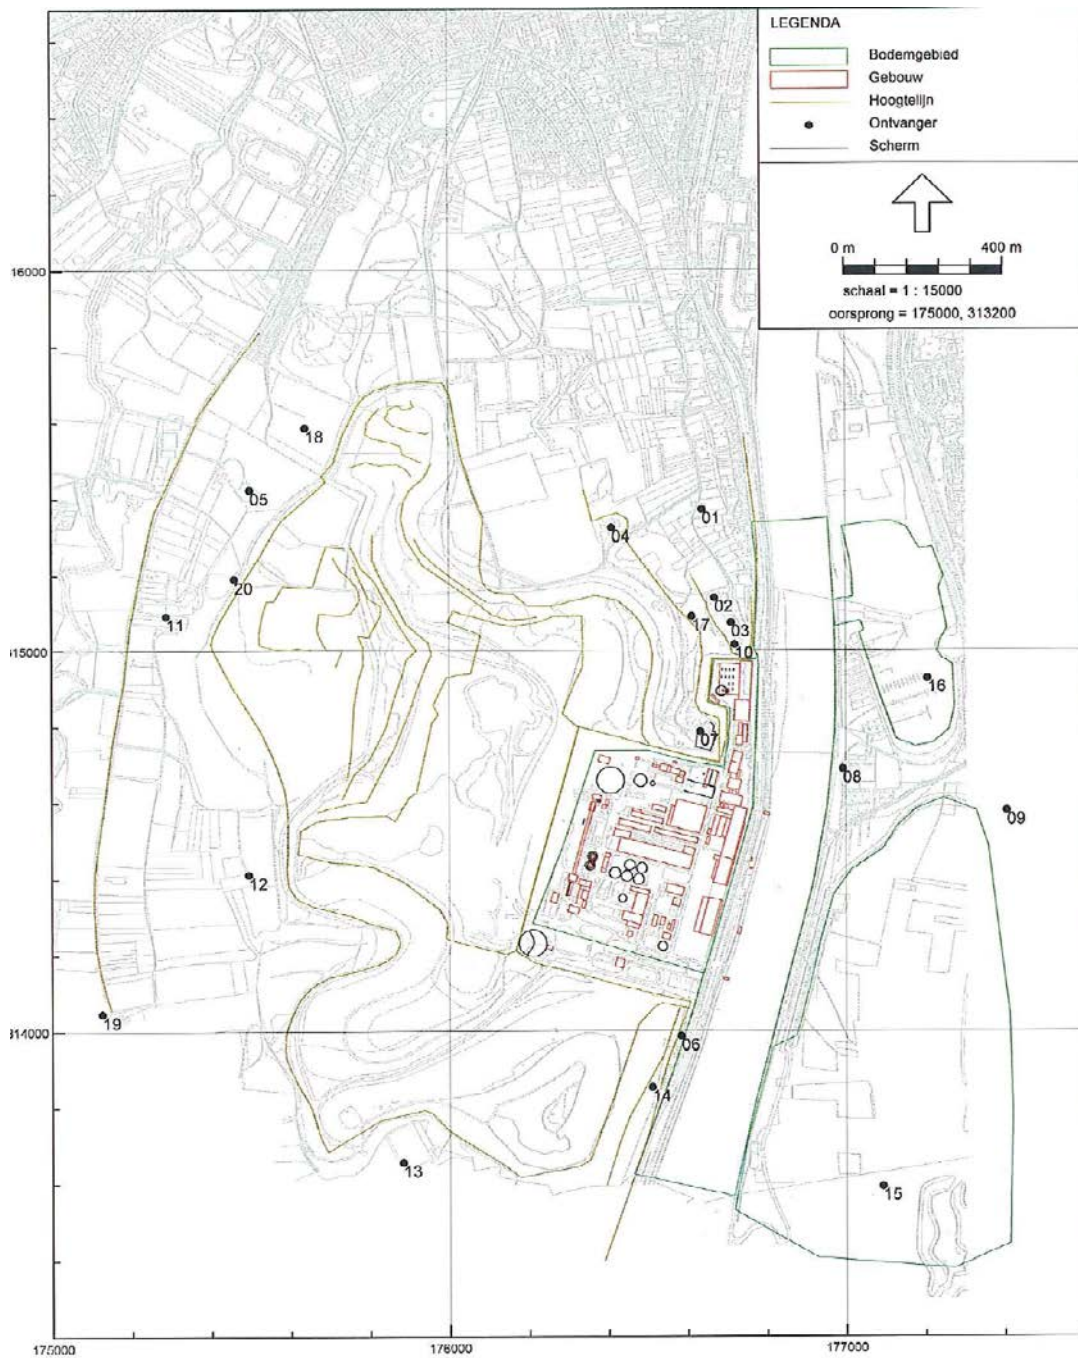 LEGENDA
Bodemgebied
Gebouw
Hoogtelijn
Ontvanger
Scherm
0 m 400 m
schaal = 1 : 15000
oorsprong = 175000, 313200
16000
18
05
01
04
20
02
11
17
03
10
15000
16
07
08
09
12
19
314000
06
14
13
15
175000 176000 177000